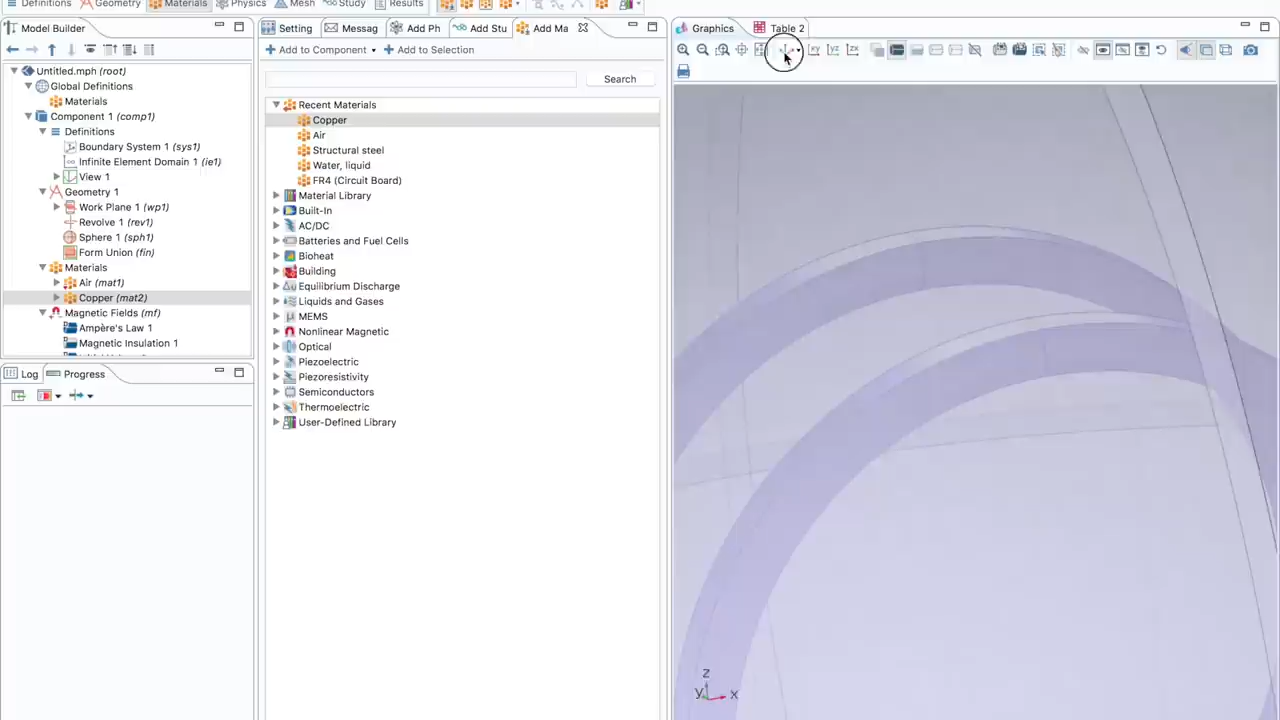 Definitions Geometry Materials Physics Mesh Study Results
Model Builder
Untitled.mph (root)
Global Definitions
Materials
Component 1 (comp1)
Definitions
Boundary System 1 (sys1)
Infinite Element Domain 1 (ie1)
View 1
Geometry 1
Work Plane 1 (wp1)
Revolve 1 (rev1)
Sphere 1 (sph1)
Form Union (fin)
Materials
Air (mat1)
Copper (mat2)
Magnetic Fields (mf)
Ampère's Law 1
Magnetic Insulation 1
Log Progress
Setting Messag Add Ph Add Stu Add Ma
Add to Component Add to Selection
Search
Recent Materials
Copper
Air
Structural steel
Water, liquid
FR4 (Circuit Board)
Material Library
Built-In
AC/DC
Batteries and Fuel Cells
Bioheat
Building
Equilibrium Discharge
Liquids and Gases
MEMS
Nonlinear Magnetic
Optical
Piezoelectric
Piezoresistivity
Semiconductors
Thermoelectric
User-Defined Library
Graphics Table 2
xy yz zx
z
y x